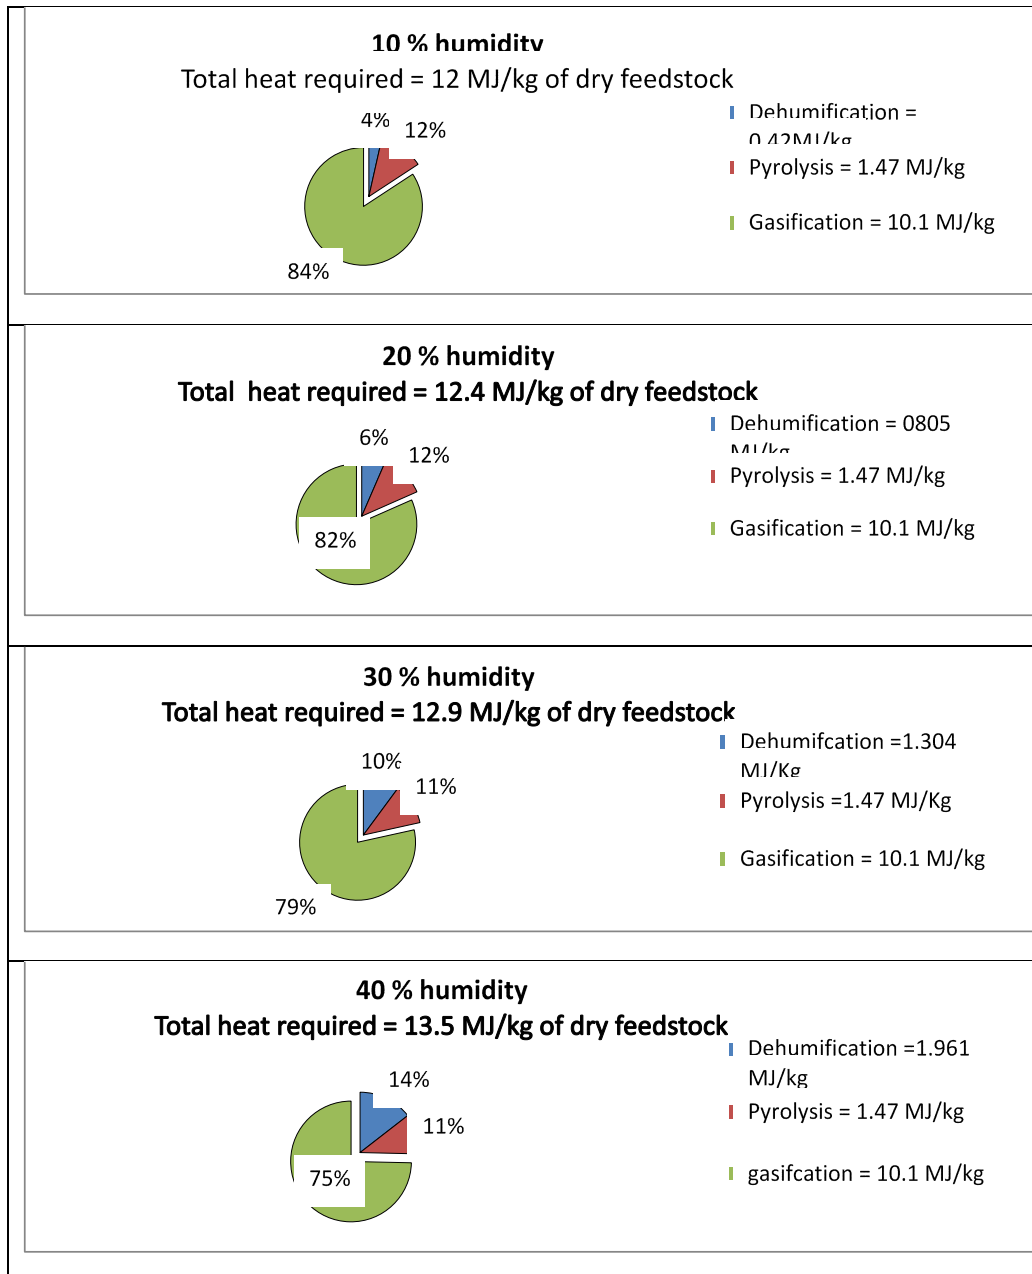 10 % humidity
Total heat required = 12 MJ/kg of dry feedstock
4%
12%
84%
Dehumification =
0.42MJ/kg
Pyrolysis = 1.47 MJ/kg
Gasification = 10.1 MJ/kg
20 % humidity
Total heat required = 12.4 MJ/kg of dry feedstock
6%
12%
82%
Dehumification = 0805
MJ/kg
Pyrolysis = 1.47 MJ/kg
Gasification = 10.1 MJ/kg
30 % humidity
Total heat required = 12.9 MJ/kg of dry feedstock
10%
11%
79%
Dehumifcation =1.304
MJ/Kg
Pyrolysis =1.47 MJ/Kg
Gasification = 10.1 MJ/kg
40 % humidity
Total heat required = 13.5 MJ/kg of dry feedstock
14%
11%
75%
Dehumification =1.961
MJ/kg
Pyrolysis = 1.47 MJ/kg
gasifcation = 10.1 MJ/kg